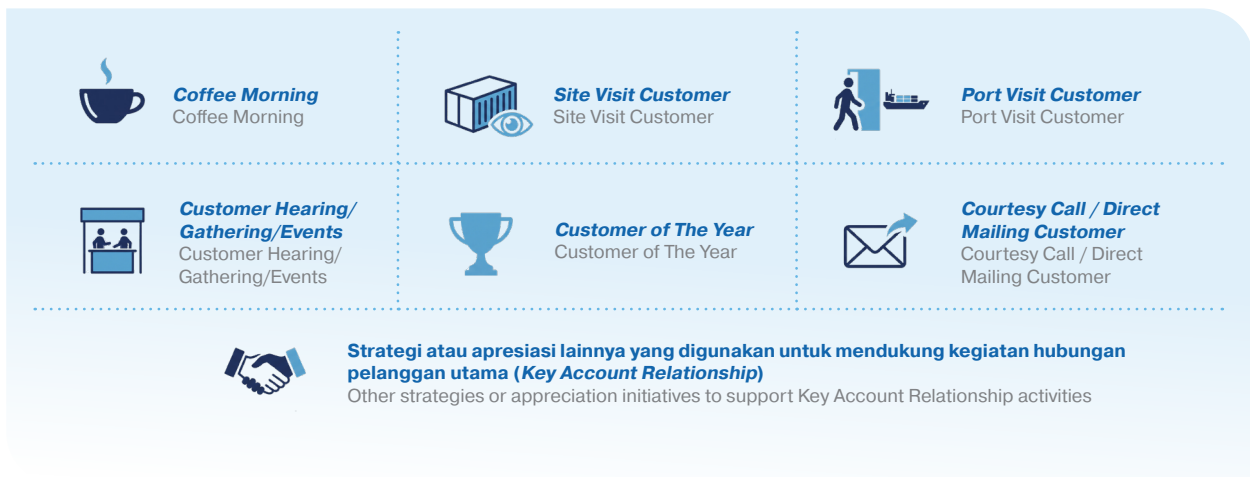 Coffee Morning
Coffee Morning
Site Visit Customer
Site Visit Customer
Port Visit Customer
Port Visit Customer
Customer Hearing/
Gathering/Events
Customer Hearing/
Gathering/Events
Customer of The Year
Customer of The Year
Courtesy Call / Direct
Mailing Customer
Courtesy Call / Direct
Mailing Customer
Strategi atau apresiasi lainnya yang digunakan untuk mendukung kegiatan hubungan
pelanggan utama (Key Account Relationship)
Other strategies or appreciation initiatives to support Key Account Relationship activities